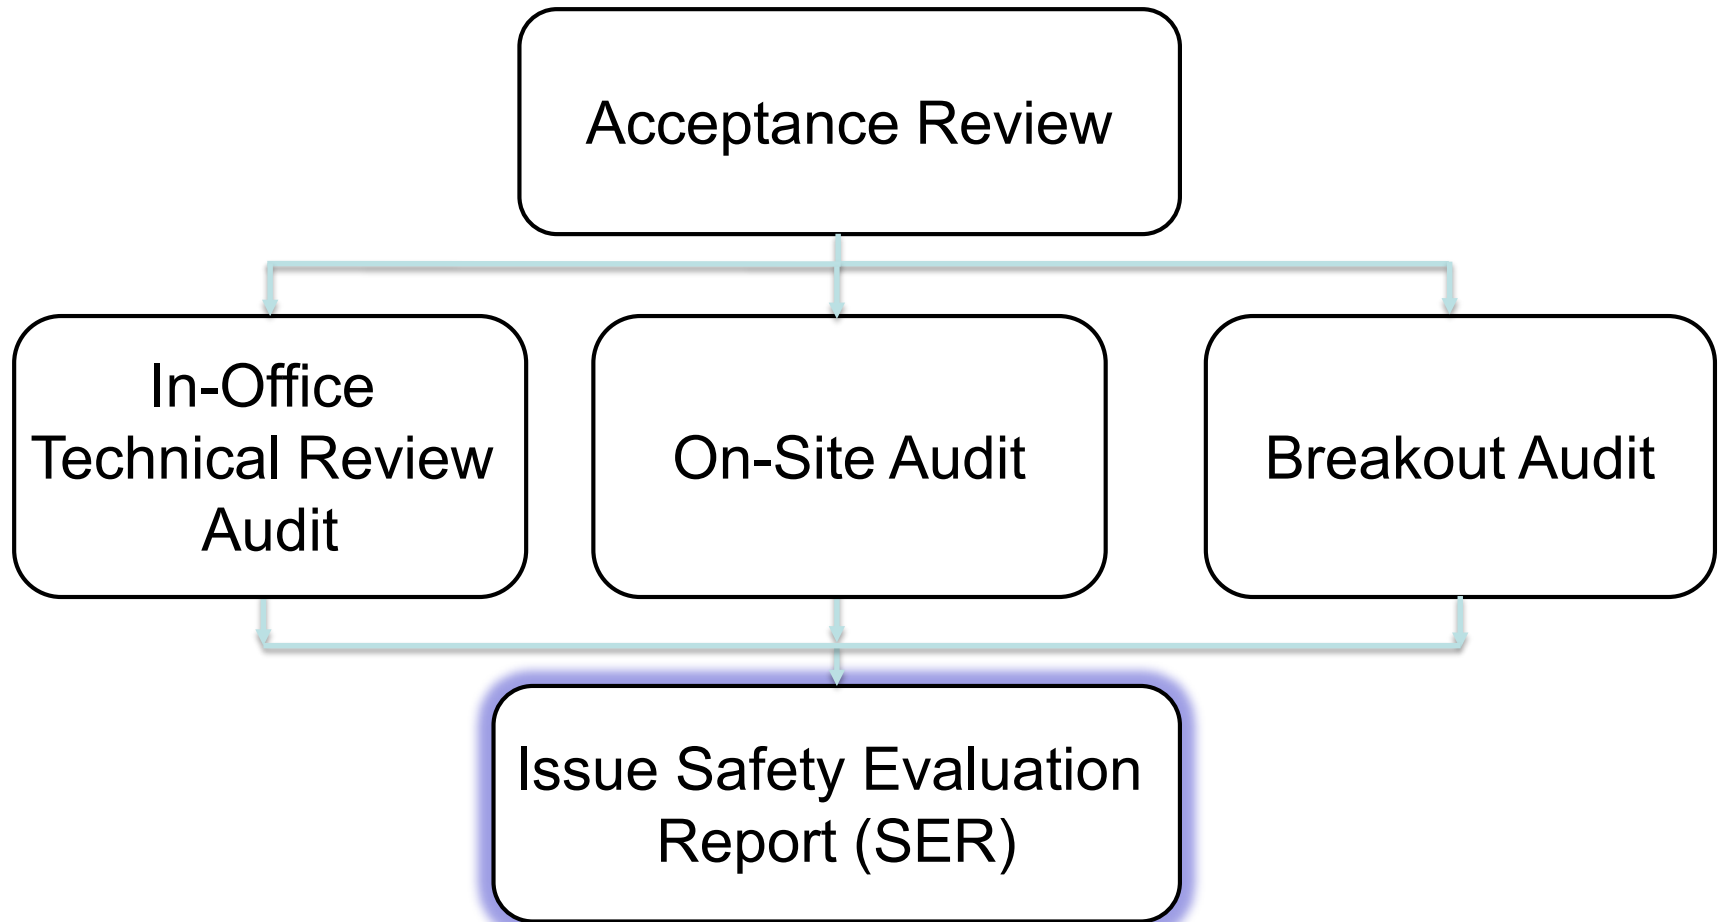 Acceptance Review
In-Office
Technical Review
Audit
On-Site Audit
Breakout Audit
Issue Safety Evaluation
Report (SER)